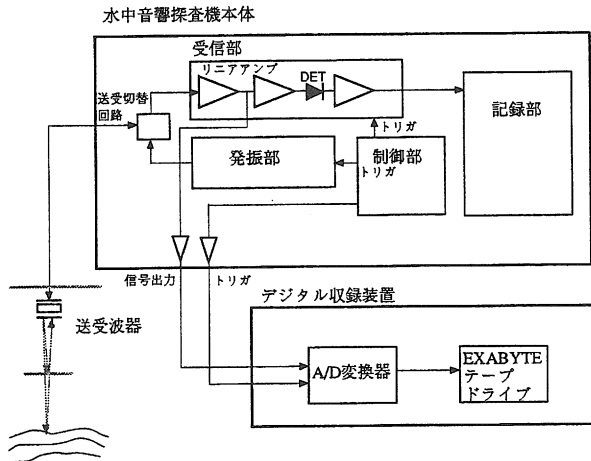 水中音響探査機本体
受信部
リニアアンプ
DET
送受切替
回路
記録部
トリガ
発振部
制御部
トリガ
信号出力
トリガ
デジタル収録装置
送受波器
A/D変換器
EXABYTE
テープ
ドライブ